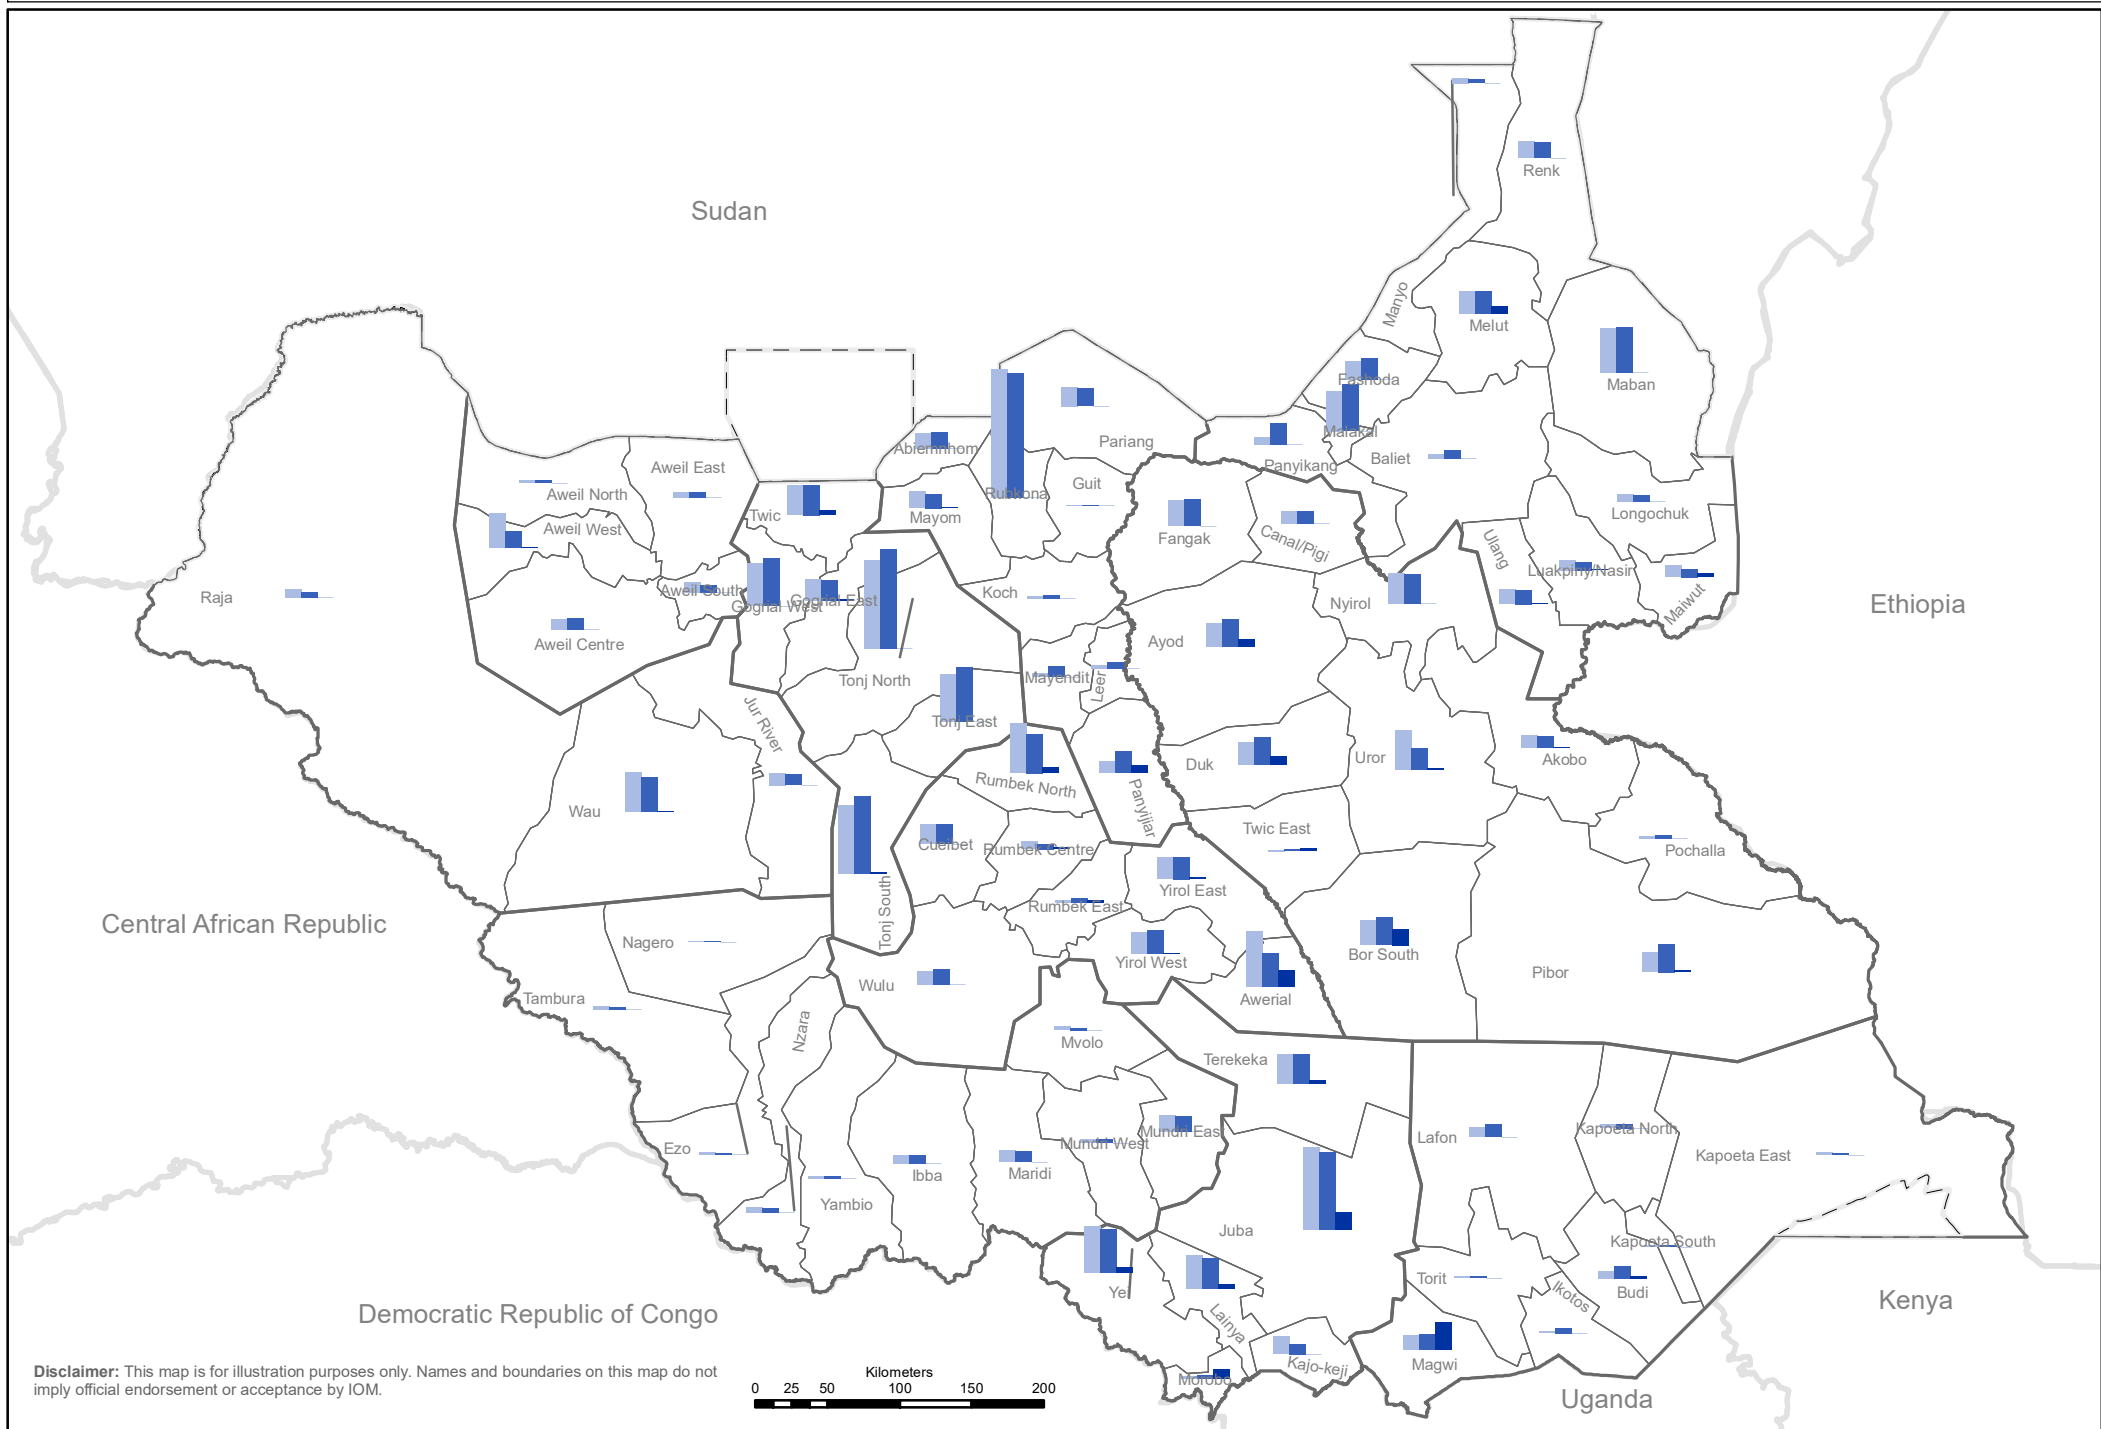 Sudan
Renk
Manyo
Melut
Maban
Fashoda
Malakal
Abiemnhom
Pariang
Panyikang
Baliet
Aweil East
Guit
Rubkona
Aweil North
Mayom
Longochuk
Twic
Aweil West
Fangak
Canal/Pigi
Ulang
Luakpiny/Nasir
Raja
Aweil South
Gogrial West
Gogrial East
Koch
Nyirol
Maiwut
Ethiopia
Aweil Centre
Ayod
Tonj North
Mayendit
Leer
Jur River
Tonj East
Duk
Uror
Akobo
Rumbek North
Panyijiar
Wau
Twic East
Cueibet
Rumbek Centre
Pochalla
Yirol East
Tonj South
Rumbek East
Central African Republic
Nagero
Yirol West
Bor South
Pibor
Wulu
Awerial
Tambura
Nzara
Mvolo
Terekeka
Kapoeta North
Lafon
Mundri East
Mundri West
Ezo
Kapoeta East
Ibba
Maridi
Yambio
Juba
Kapoeta South
Torit
Yei
Ikotos
Budi
Kenya
Democratic Republic of Congo
Lainya
Kajo-keji
Magwi
Morobo
Uganda
Disclaimer: This map is for illustration purposes only. Names and boundaries on this map do not
imply official endorsement or acceptance by IOM.
Kilometers
0 25 50 100 150 200